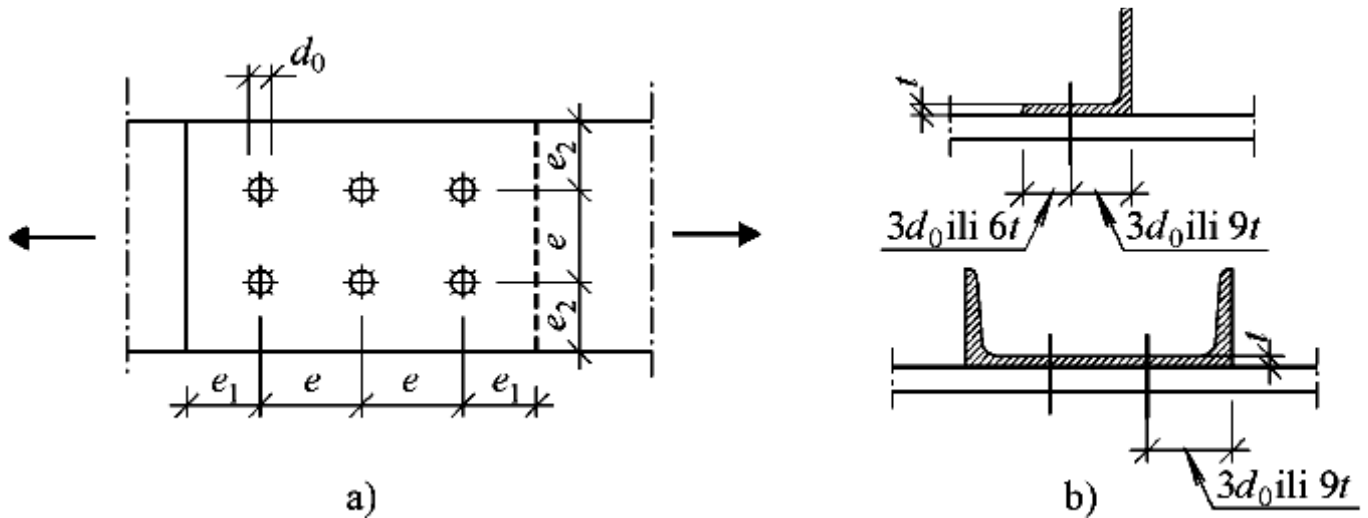 d₀
e₂
e
e₂
e₁ e e e₁
a)
t
3d₀ ili 6t 3d₀ ili 9t
t
3d₀ ili 9t
b)